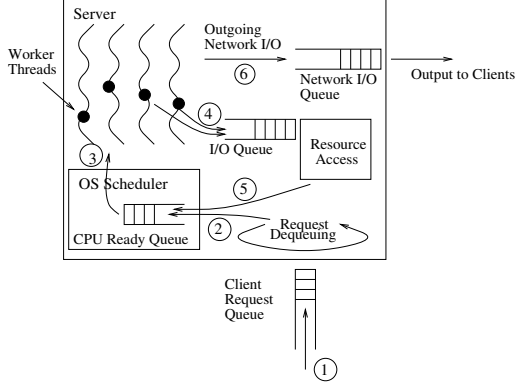 Server
Outgoing
Network I/O
Worker
Threads
6
Network I/O
Queue
Output to Clients
4
I/O Queue
Resource
Access
3
OS Scheduler
5
2
CPU Ready Queue
Request
Dequeuing
Client
Request
Queue
1